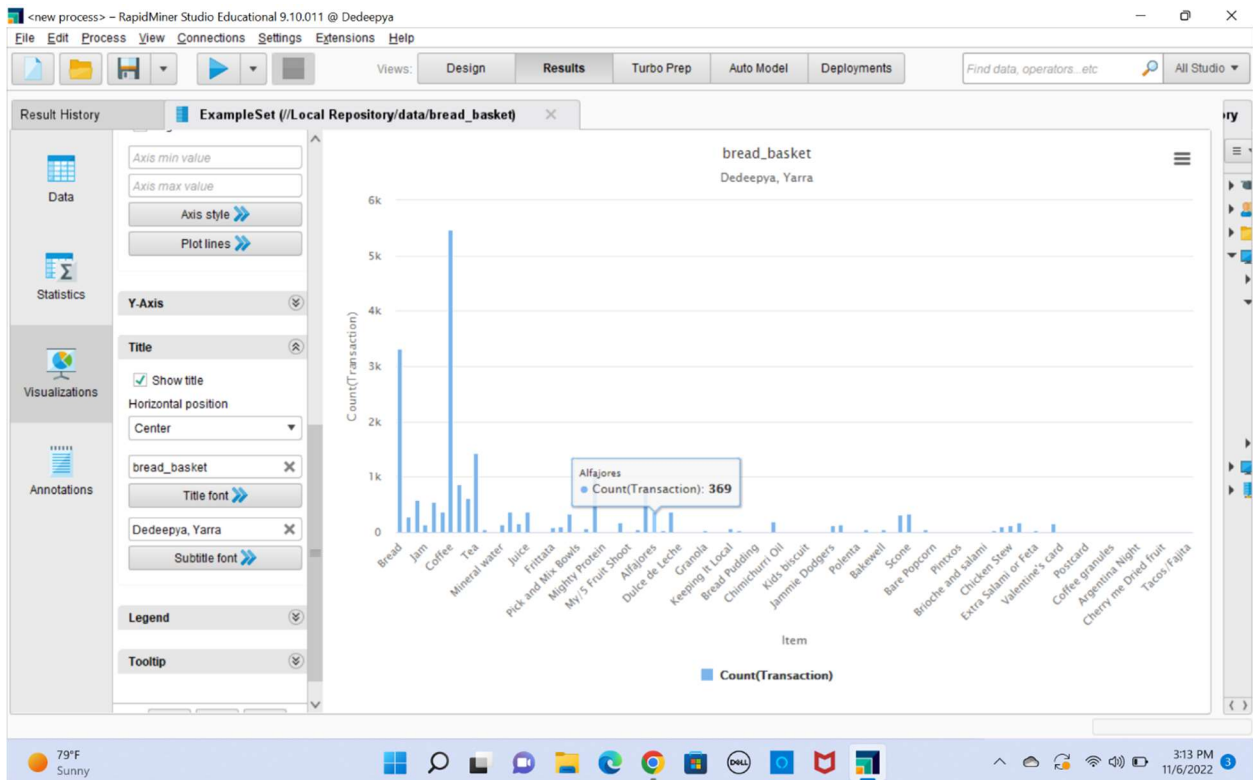 <new process> – RapidMiner Studio Educational 9.10.011 @ Dedeepya
File Edit Process View Connections Settings Extensions Help
Views: Design Results Turbo Prep Auto Model Deployments Find data, operators...etc All Studio
Result History ExampleSet (//Local Repository/data/bread_basket)
Data
Statistics
Visualizations
Annotations
Axis min value
Axis max value
Axis style
Plot lines
Y-Axis
Title
Show title
Horizontal position
Center
bread_basket
Title font
Dedeepya, Yarra
Subtitle font
Legend
Tooltip
bread_basket
Dedeepya, Yarra
6k
5k
4k
3k
2k
1k
0
Count(Transaction)
Alfajores
Count(Transaction): 369
Bread
Jam
Coffee
Tea
Mineral water
Juice
Frittata
Pick and Mix Bowls
Mighty Protein
My-5 Fruit Shoot
Alfajores
Dulce de Leche
Granola
Keeping It Local
Bread Pudding
Chimichurri Oil
Kids biscuit
Jammie Dodgers
Polenta
Bakewell
Scone
Bare Popcorn
Pintxos
Brioche and salami
Chicken Stew
Extra Salami or Feta
Valentine's card
Postcard
Coffee granules
Argentina Night
Cherry me Dried fruit
Tacos/Fajita
Item
Count(Transaction)
ry
79°F
Sunny
DELL
3:13 PM
11/6/2022
3